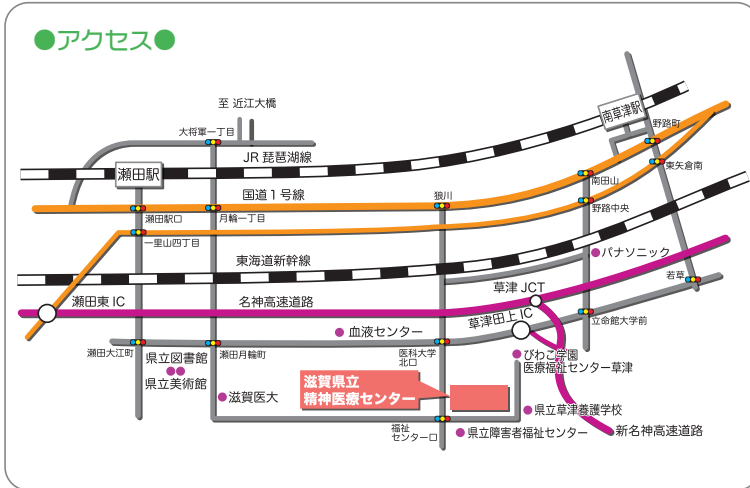 ●アクセス●
至 近江大橋
大将軍一丁目
JR 琵琶湖線
南草津駅
野路町
瀬田駅
東矢倉南
国道1号線
狼川
南田山
瀬田駅口
月輪一丁目
野路中央
一里山四丁目
東海道新幹線
パナソニック
瀬田東 IC
名神高速道路
草津 JCT
若草
草津田上 IC
血液センター
立命館大学前
瀬田大江町
県立図書館
県立美術館
瀬田月輪町
医科大学
北口
びわこ学園
医療福祉センター草津
滋賀県立
精神医療センター
滋賀医大
県立草津養護学校
福祉
センター口
県立障害者福祉センター
新名神高速道路